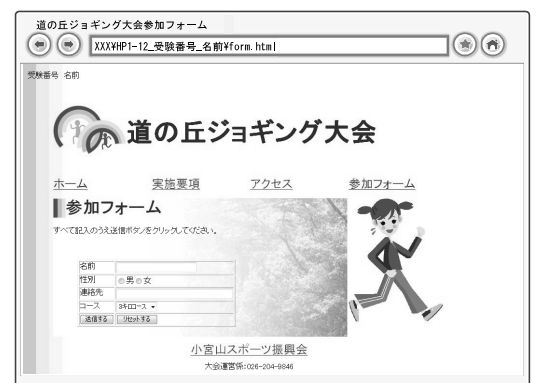 道の丘ジョギング大会参加フォーム
XXX¥HP1-12_受験番号_名前¥form.html
受験番号 名前
道の丘ジョギング大会
ホーム 実施要項 アクセス 参加フォーム
参加フォーム
すべて記入のうえ送信ボタンをクリックしてください。
名前
性別 男 女
連絡先
コース 3キロコース
送信する リセットする
小宮山スポーツ振興会
大会運営係:026-204-9846